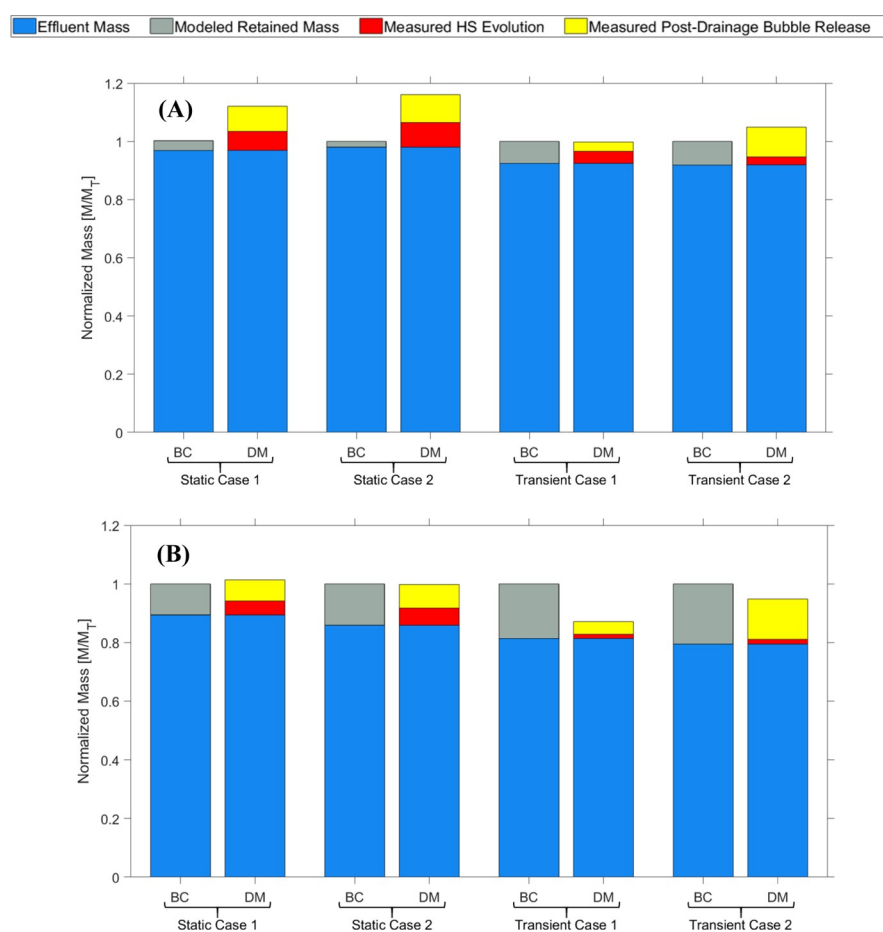 Effluent Mass Modeled Retained Mass Measured HS Evolution Measured Post-Drainage Bubble Release
(A)
Normalized Mass [M/M_T]
1.2
1
0.8
0.6
0.4
0.2
0
BC DM BC DM BC DM BC DM
Static Case 1 Static Case 2 Transient Case 1 Transient Case 2
(B)
Normalized Mass [M/M_T]
1.2
1
0.8
0.6
0.4
0.2
0
BC DM BC DM BC DM BC DM
Static Case 1 Static Case 2 Transient Case 1 Transient Case 2